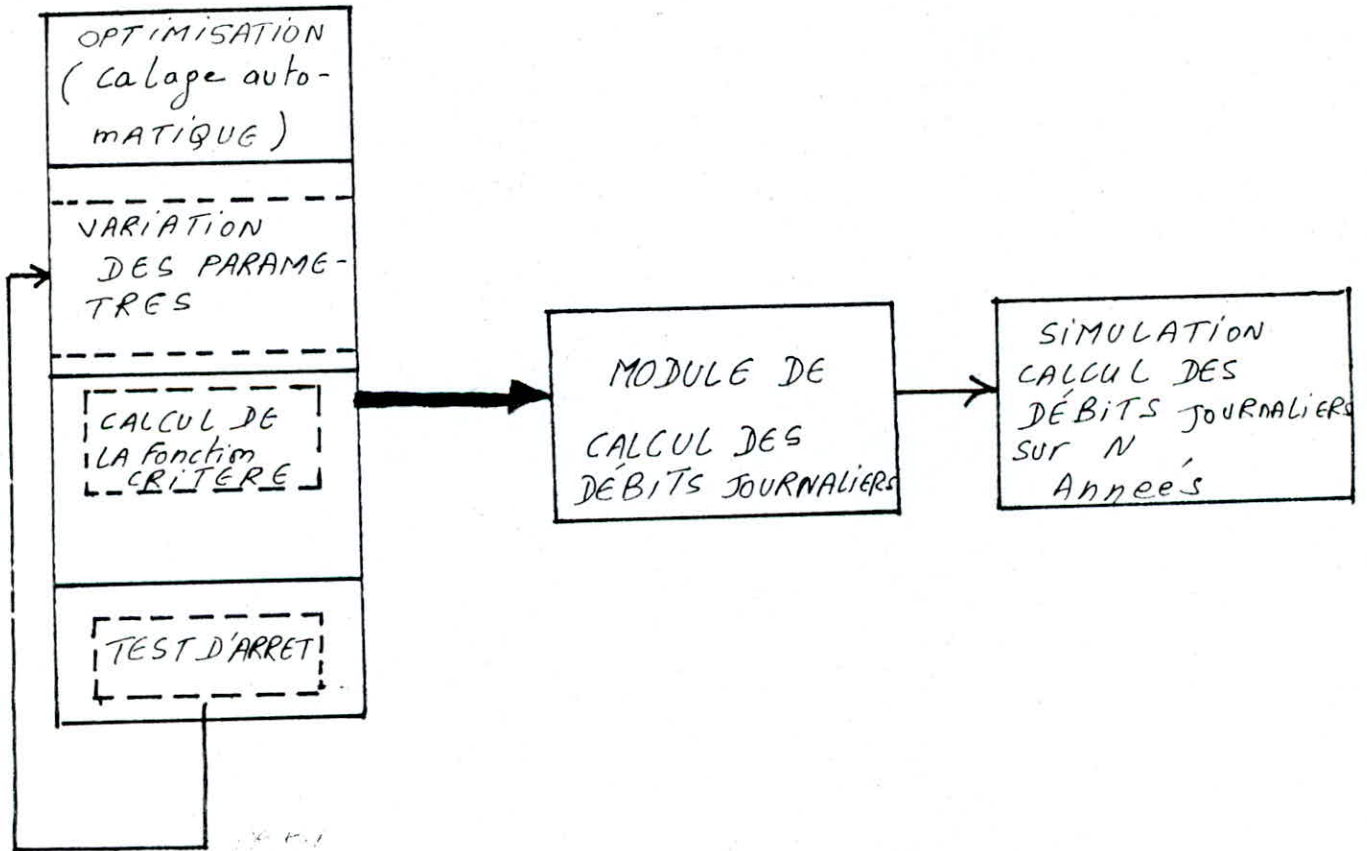 OPTIMISATION
(calage auto-
MATIQUE)
VARIATION
DES PARAME-
TRES
CALCUL DE
LA Fonction
CRITERE
TEST D'ARRET
MODULE DE
CALCUL DES
DÉBITS JOURNALIERS
SIMULATION
CALCUL DES
DÉBITS JOURNALIERS
Sur N
Anneés